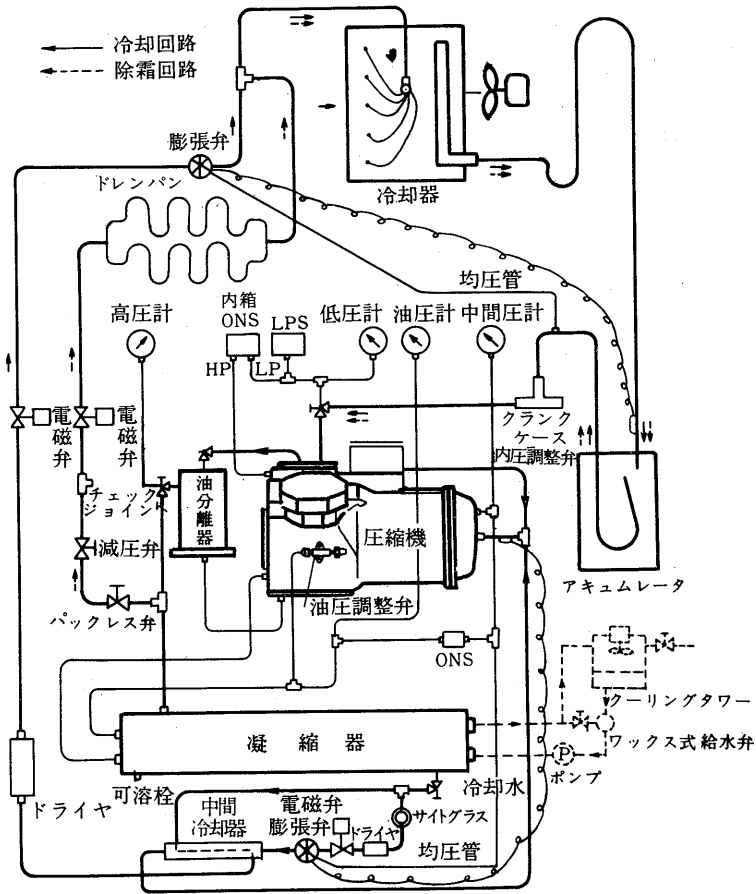 冷却回路
除霜回路
膨張弁
ドレンパン
冷却器
均圧管
高圧計
内箱
ONS
LPS
低圧計
油圧計
中間圧計
HP
LP
電磁弁
電磁弁
クランク
ケース
内圧調整弁
チェック
ジョイント
油分離器
圧縮機
減圧弁
アキュムレータ
パックレス弁
油圧調整弁
ONS
クーリングタワー
凝縮器
ワックス式給水弁
P
ポンプ
冷却水
可溶栓
ドライヤ
中間
冷却器
電磁弁
膨張弁
ドライヤ
サイトグラス
均圧管